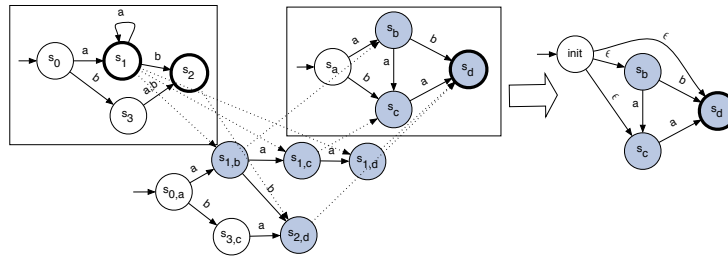 a
s0
a
s1
b
s2
b
a,b
s3
sa
a
sb
b
sd
b
a
a
sc
init
ϵ
ϵ
ϵ
sb
b
sd
a
a
sc
s1,b
a
s1,c
a
s1,d
a
s0,a
b
b
s3,c
a
s2,d